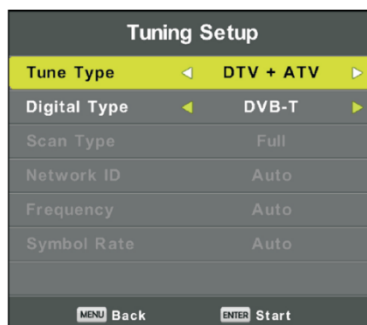 Tuning Setup
Tune Type DTV + ATV
Digital Type DVB-T
Scan Type Full
Network ID Auto
Frequency Auto
Symbol Rate Auto
MENU Back ENTER Start